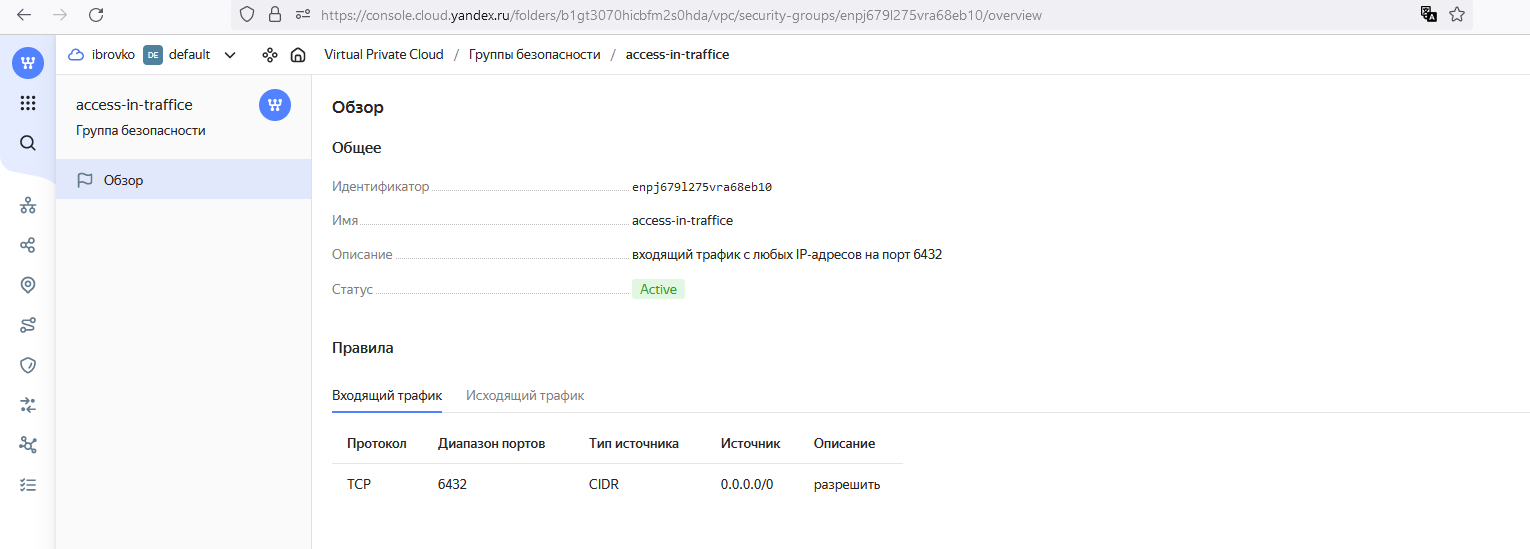 https://console.cloud.yandex.ru/folders/b1gt3070hicbfm2s0hda/vpc/security-groups/enpj679l275vra68eb10/overview
ibrovko DE default Virtual Private Cloud / Группы безопасности / access-in-traffice
access-in-traffice
Группа безопасности
Обзор
Обзор
Общее
Идентификатор enpj679l275vra68eb10
Имя access-in-traffice
Описание входящий трафик с любых IP-адресов на порт 6432
Статус Active
Правила
Входящий трафик Исходящий трафик
Протокол Диапазон портов Тип источника Источник Описание
TCP 6432 CIDR 0.0.0.0/0 разрешить